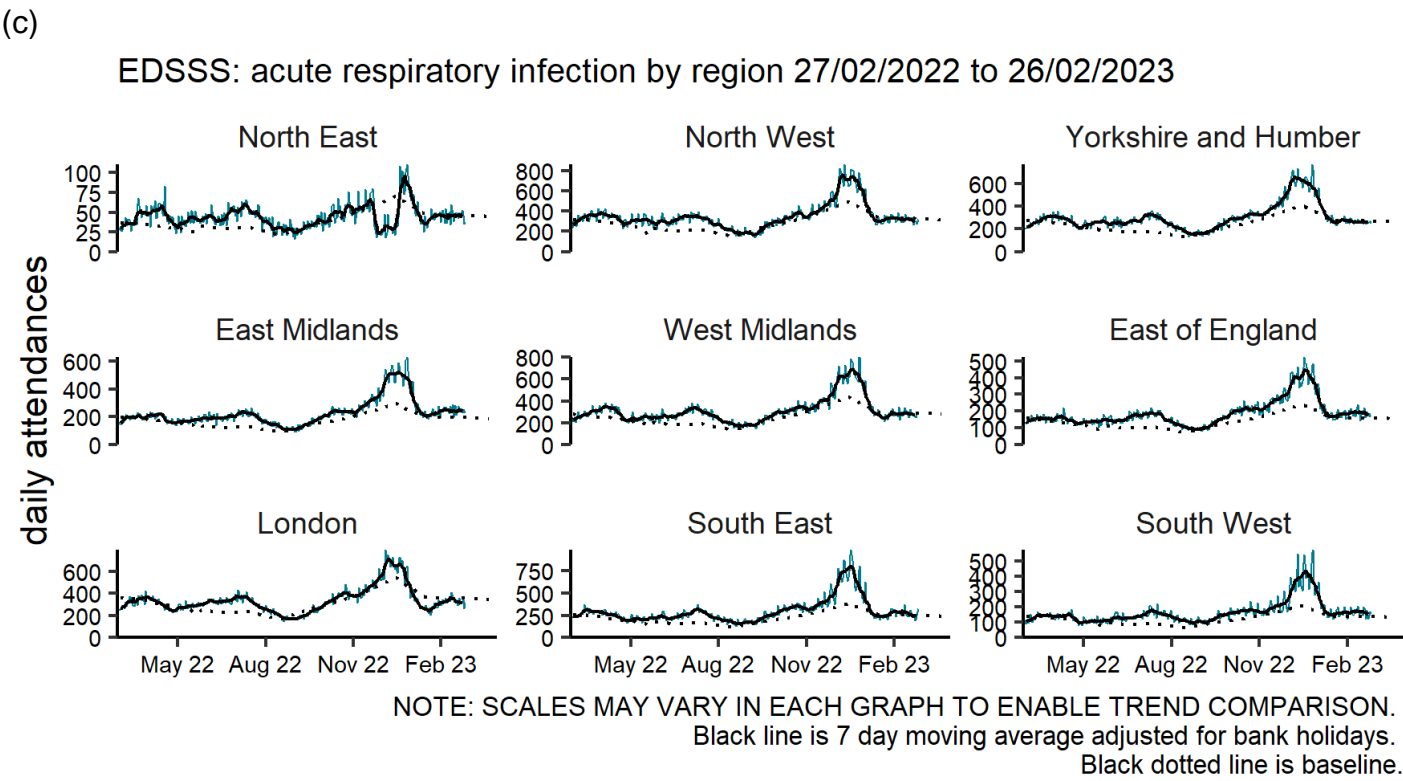 (c)
EDSSS: acute respiratory infection by region 27/02/2022 to 26/02/2023
daily attendances
North East
100
75
50
25
0
North West
800
600
400
200
0
Yorkshire and Humber
600
400
200
0
East Midlands
600
400
200
0
West Midlands
800
600
400
200
0
East of England
500
400
300
200
100
0
London
600
400
200
0
May 22 Aug 22 Nov 22 Feb 23
South East
750
500
250
0
May 22 Aug 22 Nov 22 Feb 23
South West
500
400
300
200
100
0
May 22 Aug 22 Nov 22 Feb 23
NOTE: SCALES MAY VARY IN EACH GRAPH TO ENABLE TREND COMPARISON.
Black line is 7 day moving average adjusted for bank holidays.
Black dotted line is baseline.